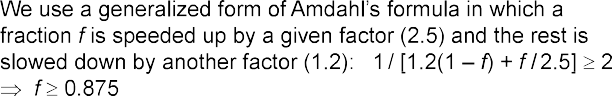 We use a generalized form of Amdahl's formula in which a
fraction f is speeded up by a given factor (2.5) and the rest is
slowed down by another factor (1.2):   1 / [1.2(1 – f) + f / 2.5] ≥ 2
⇒ f ≥ 0.875